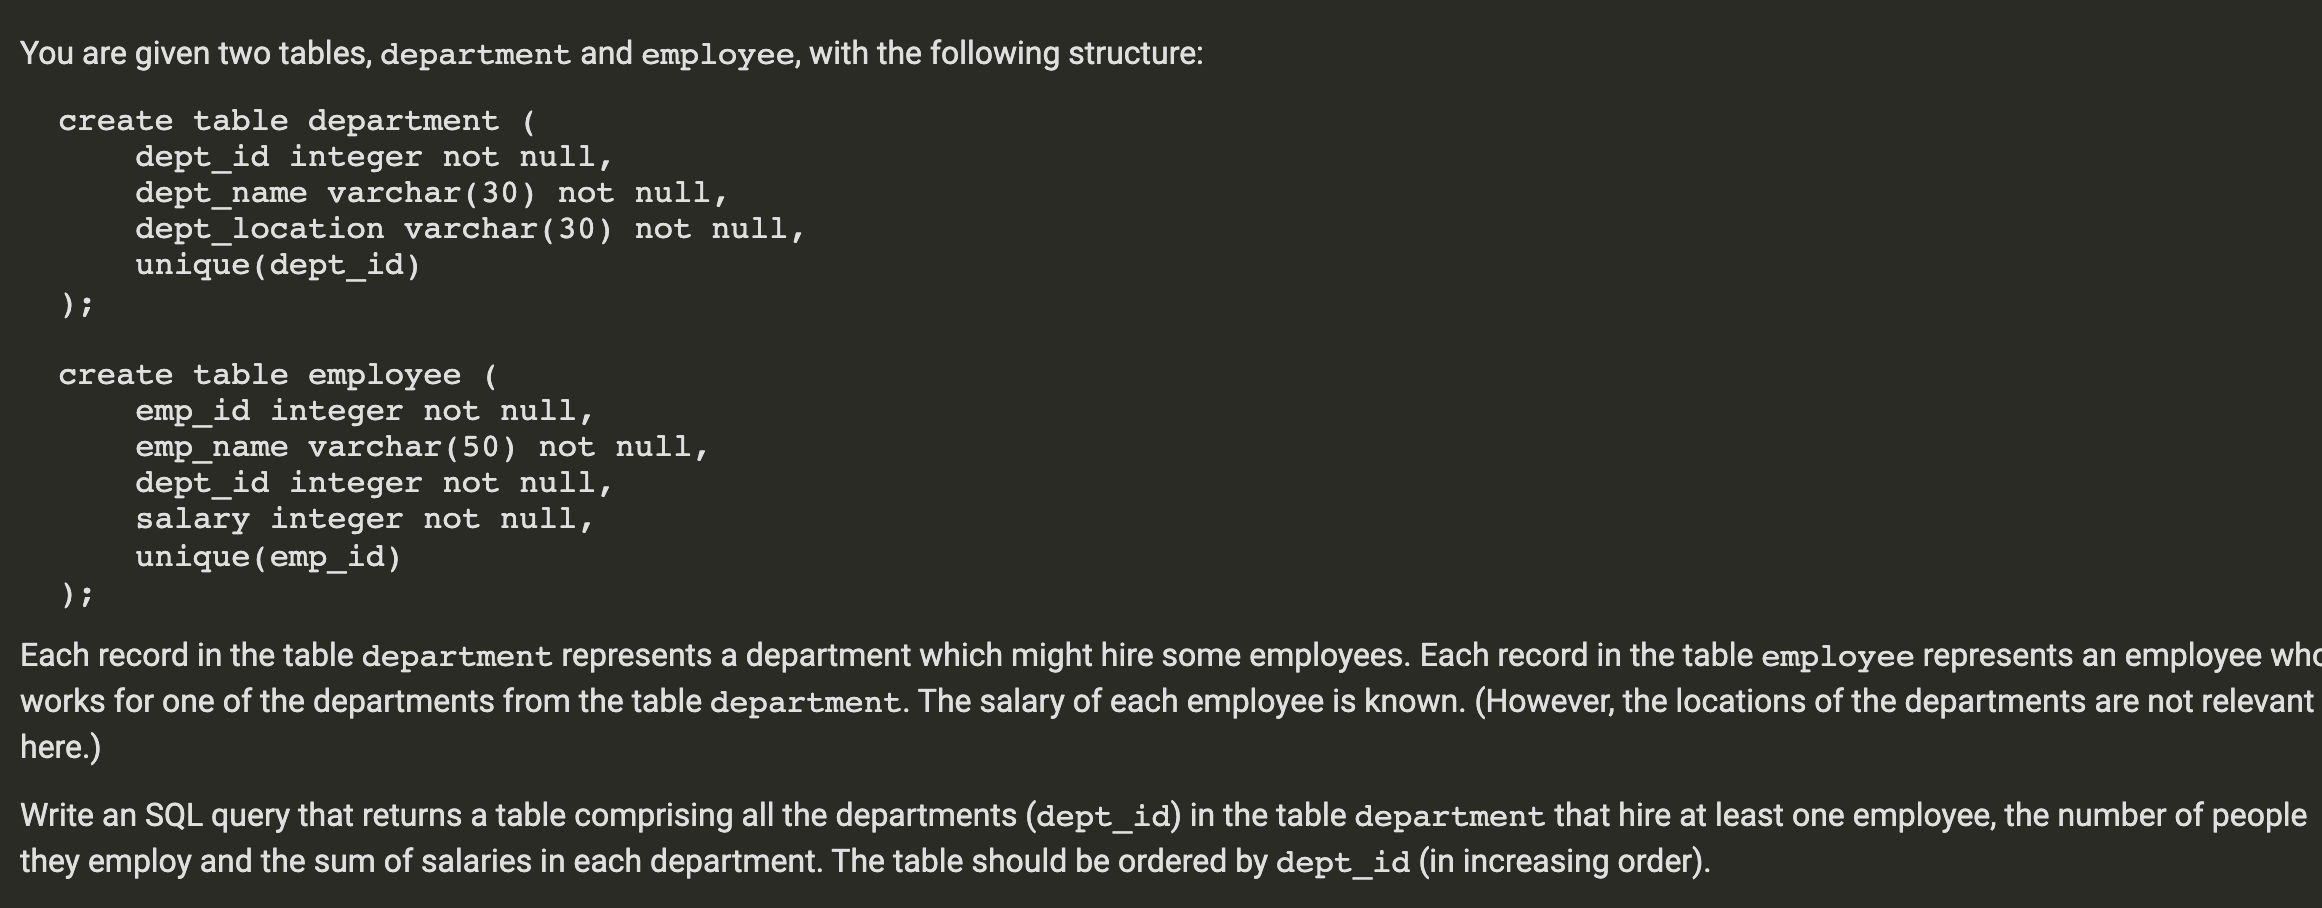 You are given two tables, department and employee, with the following structure:
create table department (
dept_id integer not null,
dept_name varchar(30) not null,
dept_location varchar(30) not null,
unique(dept_id)
);
create table employee (
emp_id integer not null,
emp_name varchar(50) not null,
dept_id integer not null,
salary integer not null,
unique(emp_id)
);
Each record in the table department represents a department which might hire some employees. Each record in the table employee represents an employee who
works for one of the departments from the table department. The salary of each employee is known. (However, the locations of the departments are not relevant
here.)
Write an SQL query that returns a table comprising all the departments (dept_id) in the table department that hire at least one employee, the number of people
they employ and the sum of salaries in each department. The table should be ordered by dept_id (in increasing order).